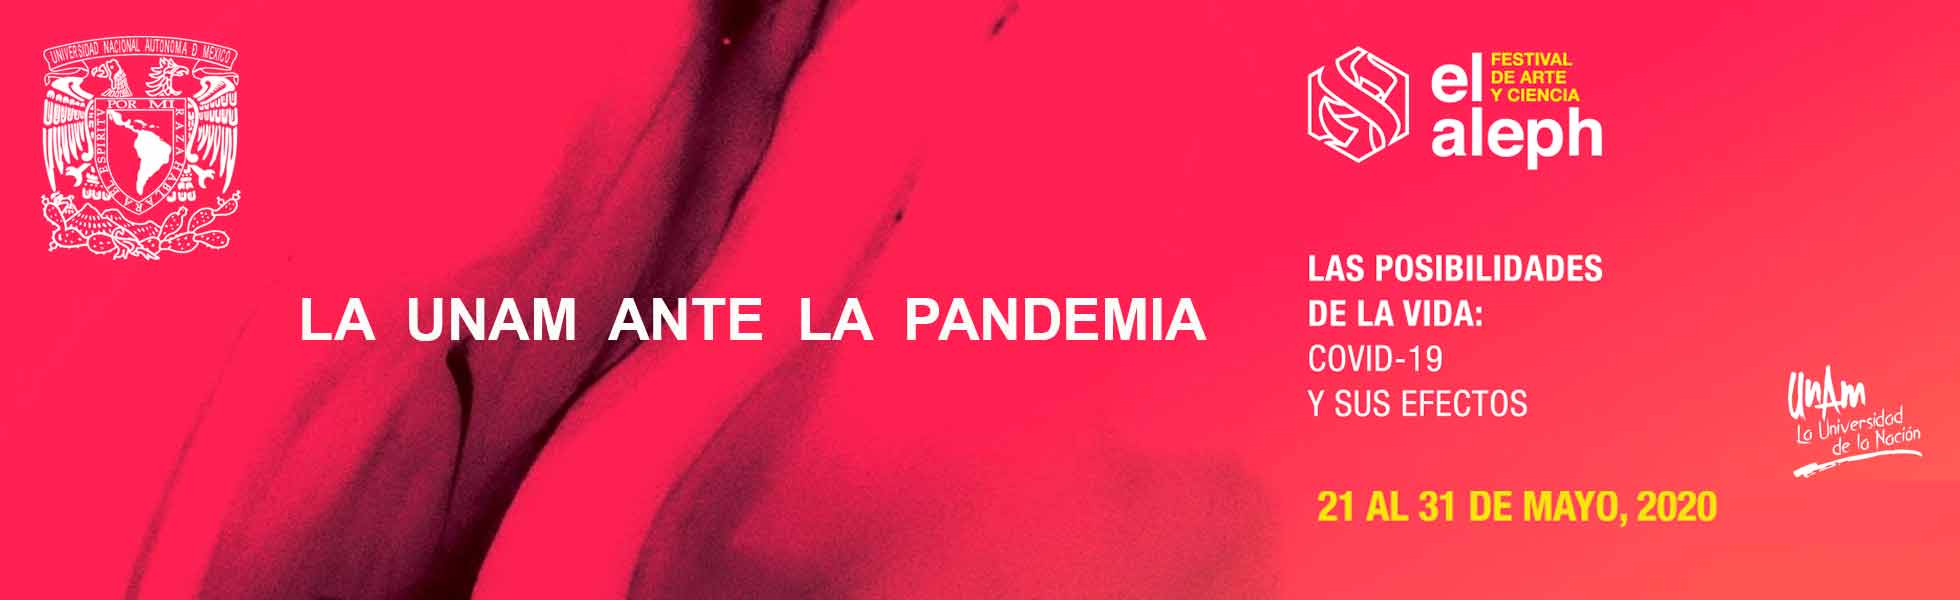 UNIVERSIDAD NACIONAL AUTONOMA D MEXICO
POR MI RAZA HABLARA EL ESPIRITV
LA UNAM ANTE LA PANDEMIA
el aleph
FESTIVAL
DE ARTE
Y CIENCIA
LAS POSIBILIDADES
DE LA VIDA:
COVID-19
Y SUS EFECTOS
21 AL 31 DE MAYO, 2020
UnAm
La Universidad
de la Nación